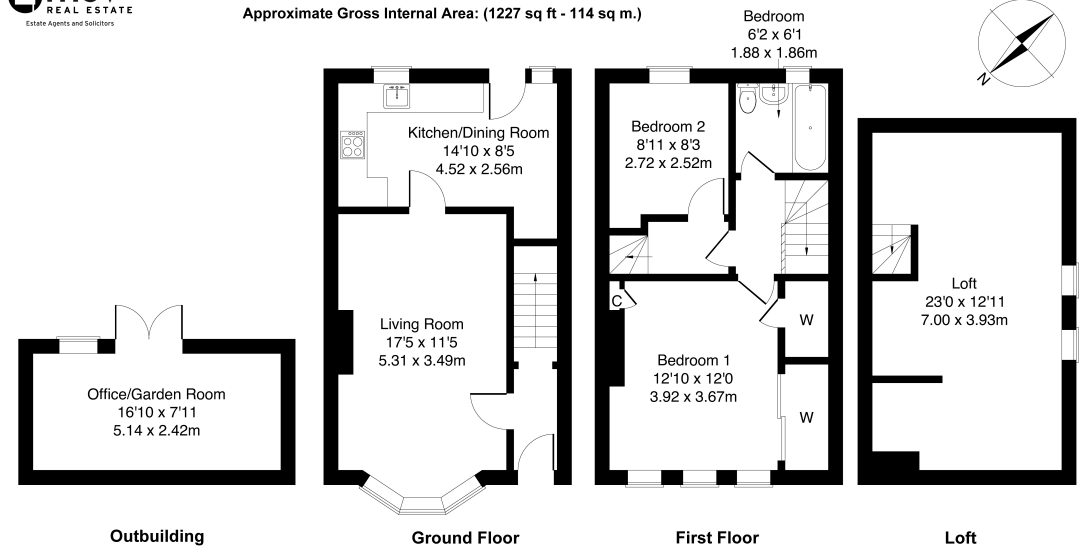 REAL ESTATE
Estate Agents and Solicitors
Approximate Gross Internal Area: (1227 sq ft - 114 sq m.)
N
Office/Garden Room
16'10 x 7'11
5.14 x 2.42m
Outbuilding
Kitchen/Dining Room
14'10 x 8'5
4.52 x 2.56m
Living Room
17'5 x 11'5
5.31 x 3.49m
Ground Floor
Bedroom
6'2 x 6'1
1.88 x 1.86m
Bedroom 2
8'11 x 8'3
2.72 x 2.52m
C
W
Bedroom 1
12'10 x 12'0
3.92 x 3.67m
W
First Floor
Loft
23'0 x 12'11
7.00 x 3.93m
Loft